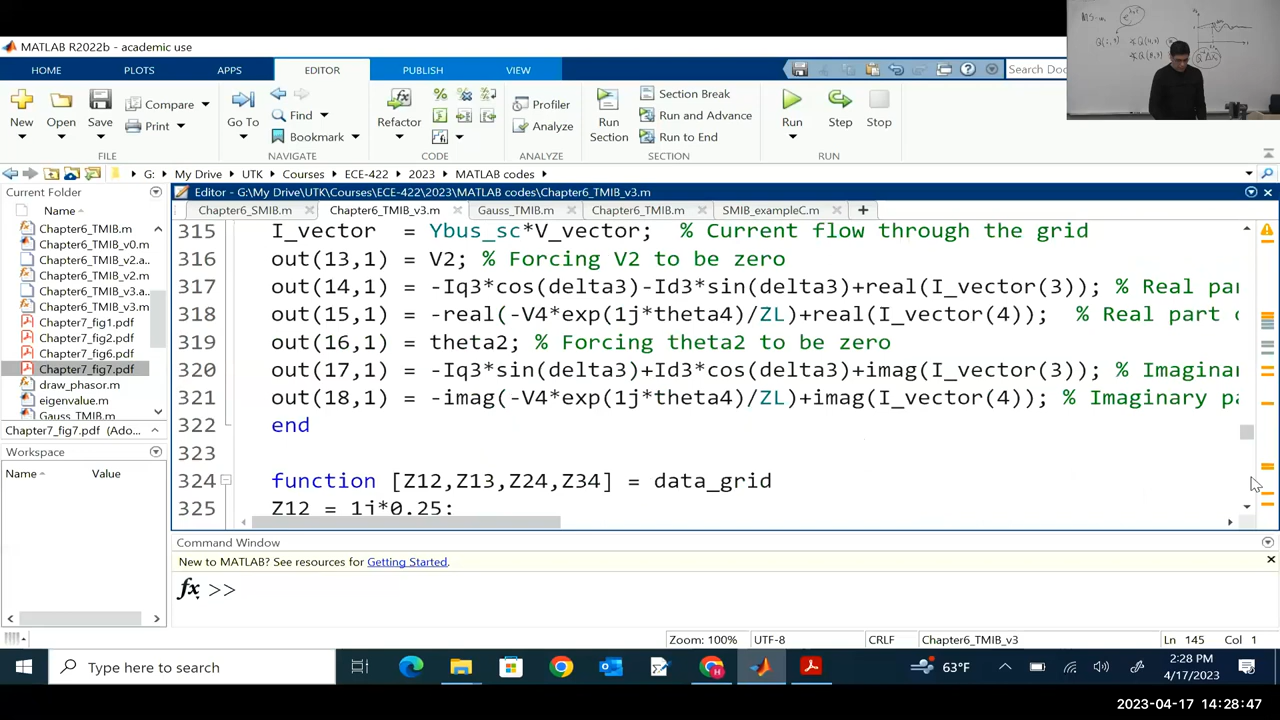 MATLAB R2022b - academic use
HOME PLOTS APPS EDITOR PUBLISH VIEW Search Doc
New Open Save Compare Print Go To Find Bookmark Refactor Profiler Analyze Run Section Section Break Run and Advance Run to End Run Step Stop
FILE NAVIGATE CODE ANALYZE SECTION RUN
G: My Drive UTK Courses ECE-422 2023 MATLAB codes
Current Folder
Name
Chapter6_TMIB.m
Chapter6_TMIB_v0.m
Chapter6_TMIB_v2.a...
Chapter6_TMIB_v2.m
Chapter6_TMIB_v3.a...
Chapter6_TMIB_v3.m
Chapter7_fig1.pdf
Chapter7_fig2.pdf
Chapter7_fig6.pdf
Chapter7_fig7.pdf
draw_phasor.m
eigenvalue.m
Gauss_TMIB.m
Chapter7_fig7.pdf (Ado...
Workspace
Name Value
Editor - G:\My Drive\UTK\Courses\ECE-422\2023\MATLAB codes\Chapter6_TMIB_v3.m
Chapter6_SMIB.m Chapter6_TMIB_v3.m Gauss_TMIB.m Chapter6_TMIB.m SMIB_exampleC.m
315 I_vector = Ybus_sc*V_vector; % Current flow through the grid
316 out(13,1) = V2; % Forcing V2 to be zero
317 out(14,1) = -Iq3*cos(delta3)-Id3*sin(delta3)+real(I_vector(3)); % Real par
318 out(15,1) = -real(-V4*exp(1j*theta4)/ZL)+real(I_vector(4)); % Real part
319 out(16,1) = theta2; % Forcing theta2 to be zero
320 out(17,1) = -Iq3*sin(delta3)+Id3*cos(delta3)+imag(I_vector(3)); % Imaginar
321 out(18,1) = -imag(-V4*exp(1j*theta4)/ZL)+imag(I_vector(4)); % Imaginary pa
322 end
323
324 function [Z12,Z13,Z24,Z34] = data_grid
325 Z12 = 1j*0.25;
Command Window
New to MATLAB? See resources for Getting Started.
fx >>
Zoom: 100% UTF-8 CRLF Chapter6_TMIB_v3 Ln 145 Col 1
Type here to search
63°F
2:28 PM
4/17/2023
2023-04-17 14:28:47